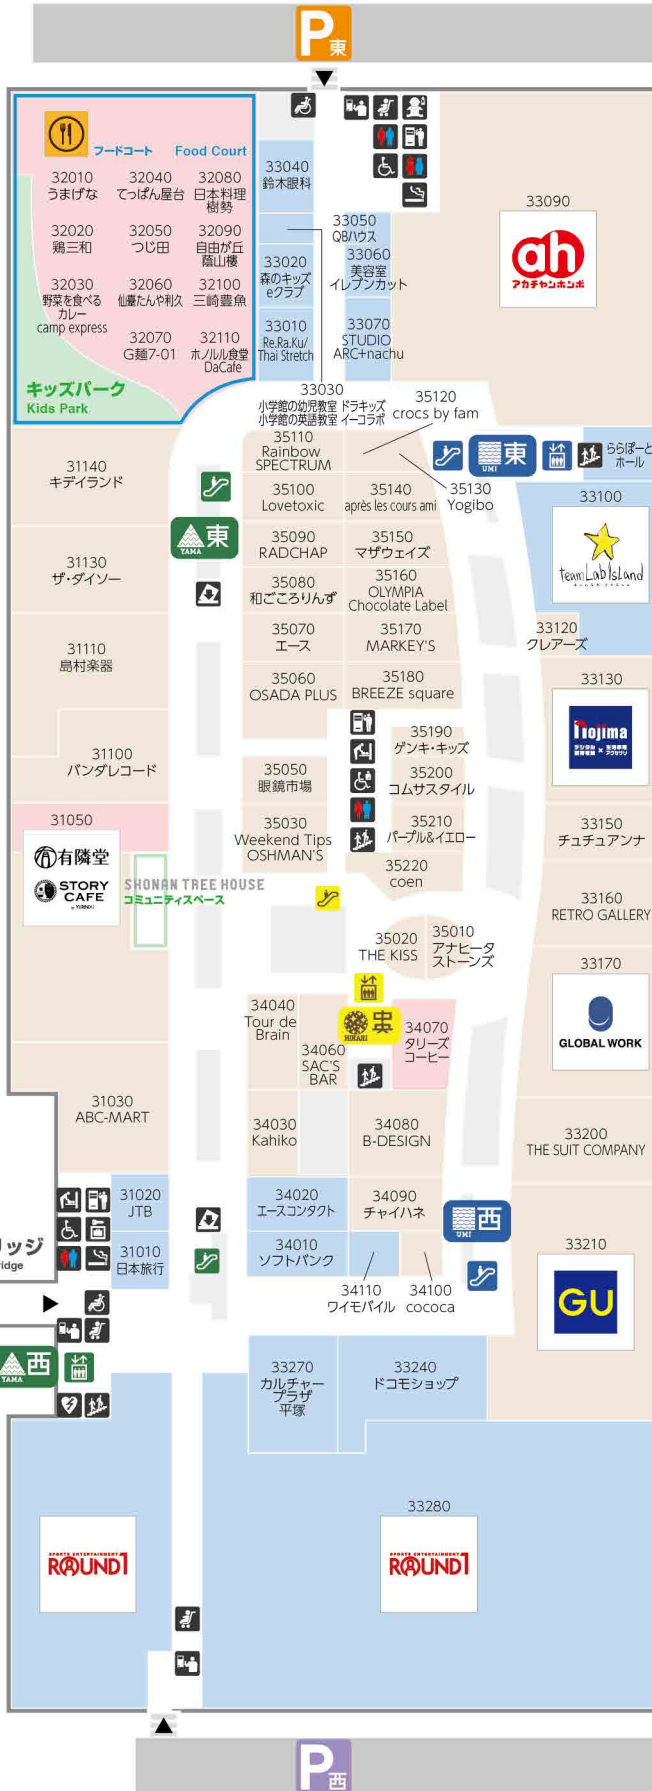 P東
フードコート Food Court
32010
うまげな
32040
てっぱん屋台
32080
日本料理
樹勢
32020
鶏三和
32050
つじ田
32090
自由が丘
蔭山樓
32030
野菜を食べる
カレー
camp express
32060
仙臺たんや利久
32100
三崎豊魚
32070
G麺7-01
32110
ホノルル食堂
DaCafe
キッズパーク
Kids Park
33040
鈴木眼科
33050
QBハウス
33020
森のキッズ
eクラブ
33060
美容室
イレブンカット
33010
Re.Ra.Ku/
Thai Stretch
33070
STUDIO
ARC+nachu
33030
小学館の幼児教室 ドラキッズ
小学館の英語教室 イーコラボ
33090
ah
アカチャンホンポ
35120
crocs by fam
35110
Rainbow
SPECTRUM
35130
Yogibo
UMI 東
ららぽーと
ホール
31140
キデイランド
35100
Lovetoxic
35140
après les cours ami
33100
teamLabIsland
YAMA 東
35090
RADCHAP
35150
マザウェイズ
31130
ザ・ダイソー
35080
和ごころりんず
35160
OLYMPIA
Chocolate Label
31110
島村楽器
35070
エース
35170
MARKEY'S
33120
クレアーズ
35060
OSADA PLUS
35180
BREEZE square
33130
nojima
31100
バンダレコード
35190
ゲンキ・キッズ
35050
眼鏡市場
35200
コムサスタイル
31050
有隣堂
STORY
CAFE
35030
Weekend Tips
OSHMAN'S
35210
パープル&イエロー
33150
チュチュアンナ
35220
coen
SHONAN TREE HOUSE
コミュニティスペース
33160
RETRO GALLERY
35020
THE KISS
35010
アナヒータ
ストーンズ
33170
GLOBAL WORK
HIKARI 中央
34040
Tour de
Brain
34060
SAC'S
BAR
34070
タリーズ
コーヒー
31030
ABC-MART
34030
Kahiko
34080
B-DESIGN
33200
THE SUIT COMPANY
31020
JTB
34020
エースコンタクト
34090
チャイハネ
UMI 西
リッジ
ridge
31010
日本旅行
34010
ソフトバンク
33210
GU
34110
ワイモバイル
34100
cococa
YAMA 西
33270
カルチャー
プラザ
平塚
33240
ドコモショップ
33280
SPORTS ENTERTAINMENT
ROUND1
SPORTS ENTERTAINMENT
ROUND1
P西